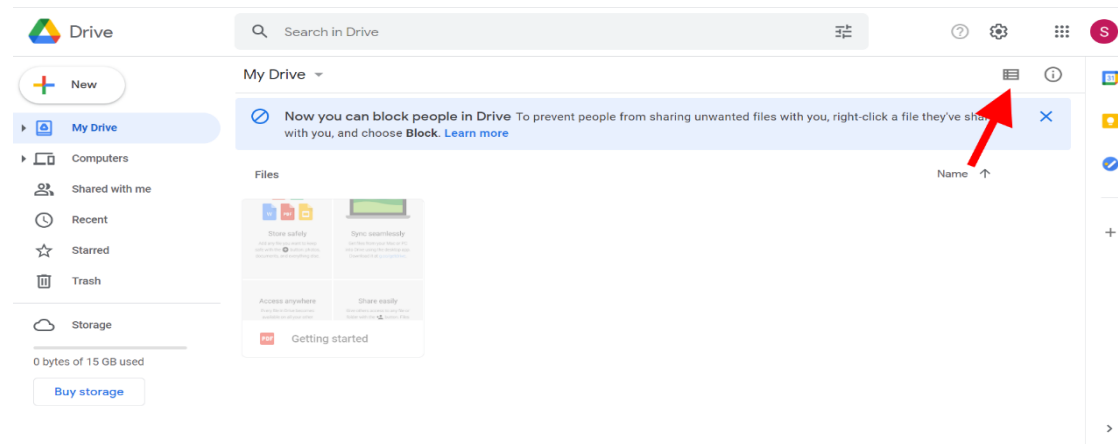 Drive
Search in Drive
S
New
My Drive
31
Now you can block people in Drive To prevent people from sharing unwanted files with you, right-click a file they've sha
with you, and choose Block. Learn more
My Drive
Computers
Shared with me
Recent
Starred
Trash
Storage
0 bytes of 15 GB used
Buy storage
Files
Name
Store safely
Sync seamlessly
Access anywhere
Share easily
PDF
Getting started